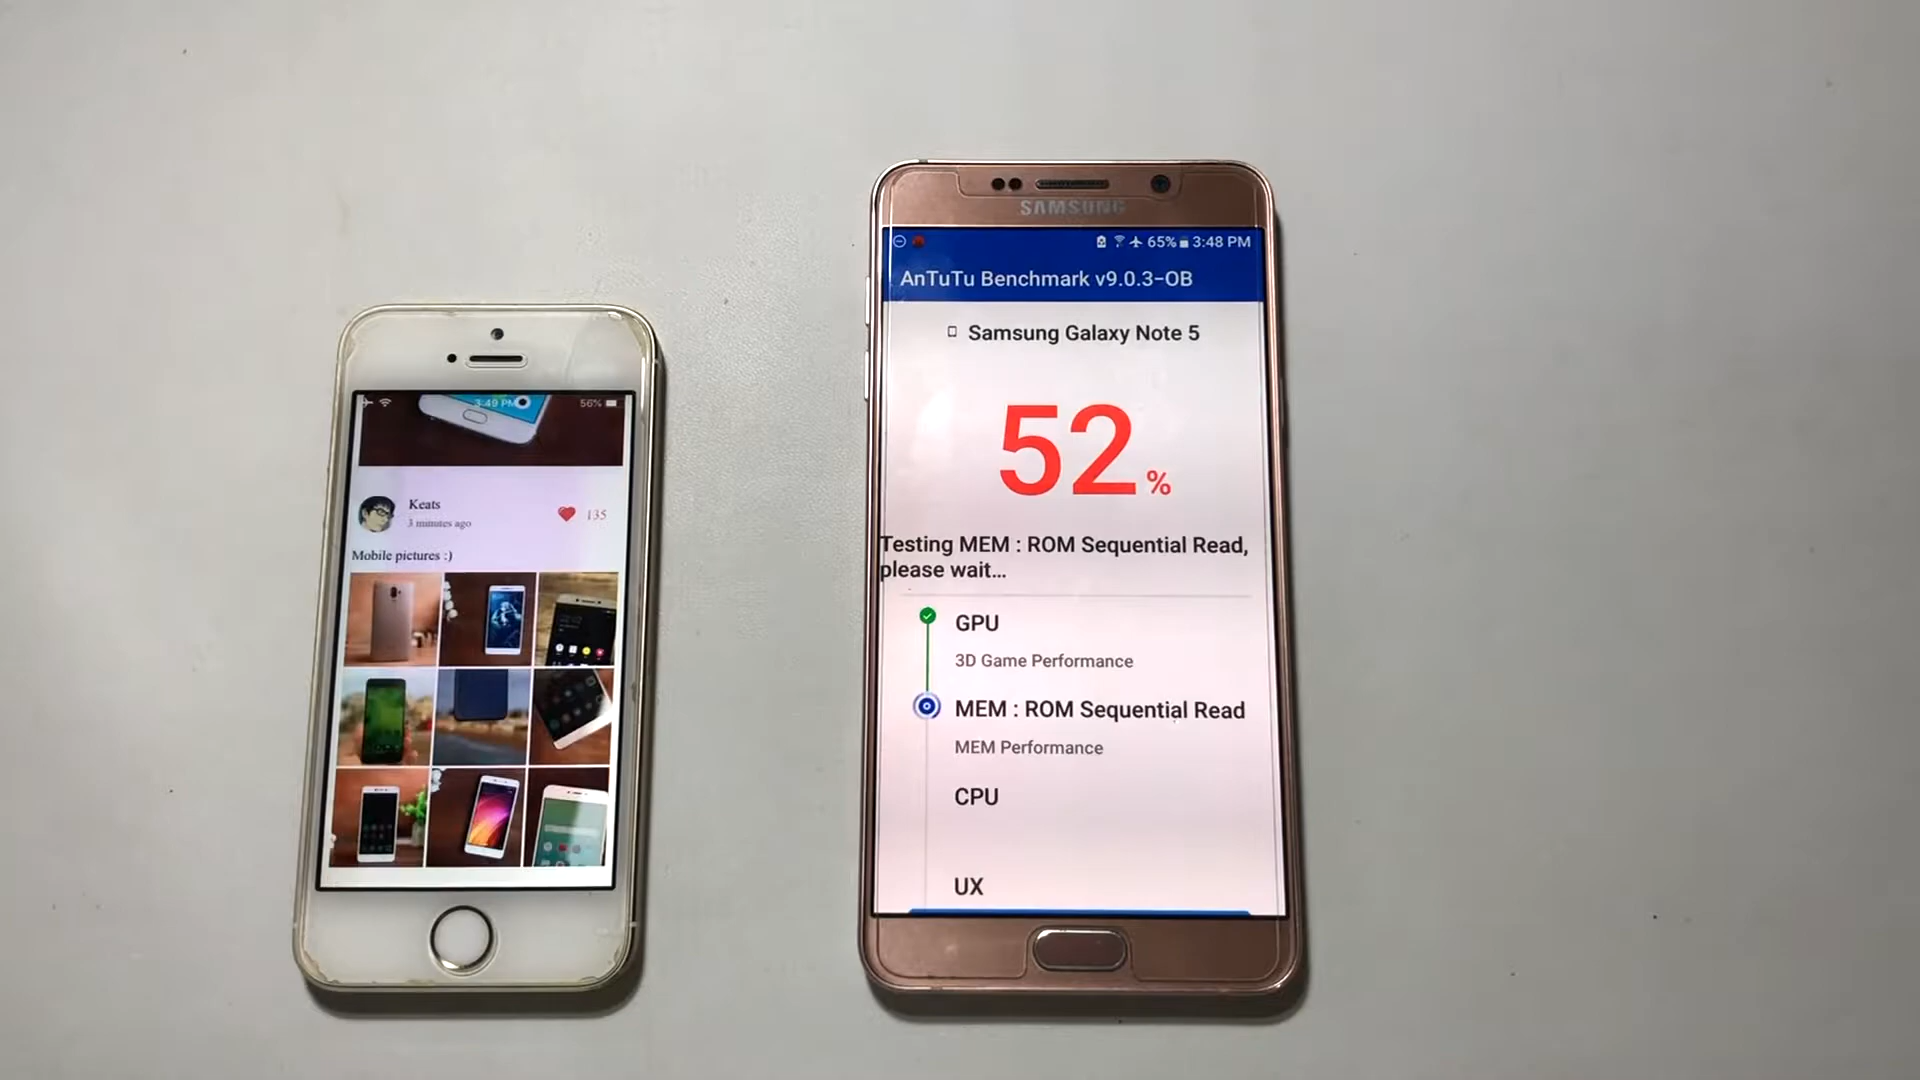 3:49 PM
56%
Keats
3 minutes ago
135
Mobile pictures :)
SAMSUNG
65% 3:48 PM
AnTuTu Benchmark v9.0.3-OB
Samsung Galaxy Note 5
52%
Testing MEM : ROM Sequential Read,
please wait...
GPU
3D Game Performance
MEM : ROM Sequential Read
MEM Performance
CPU
UX